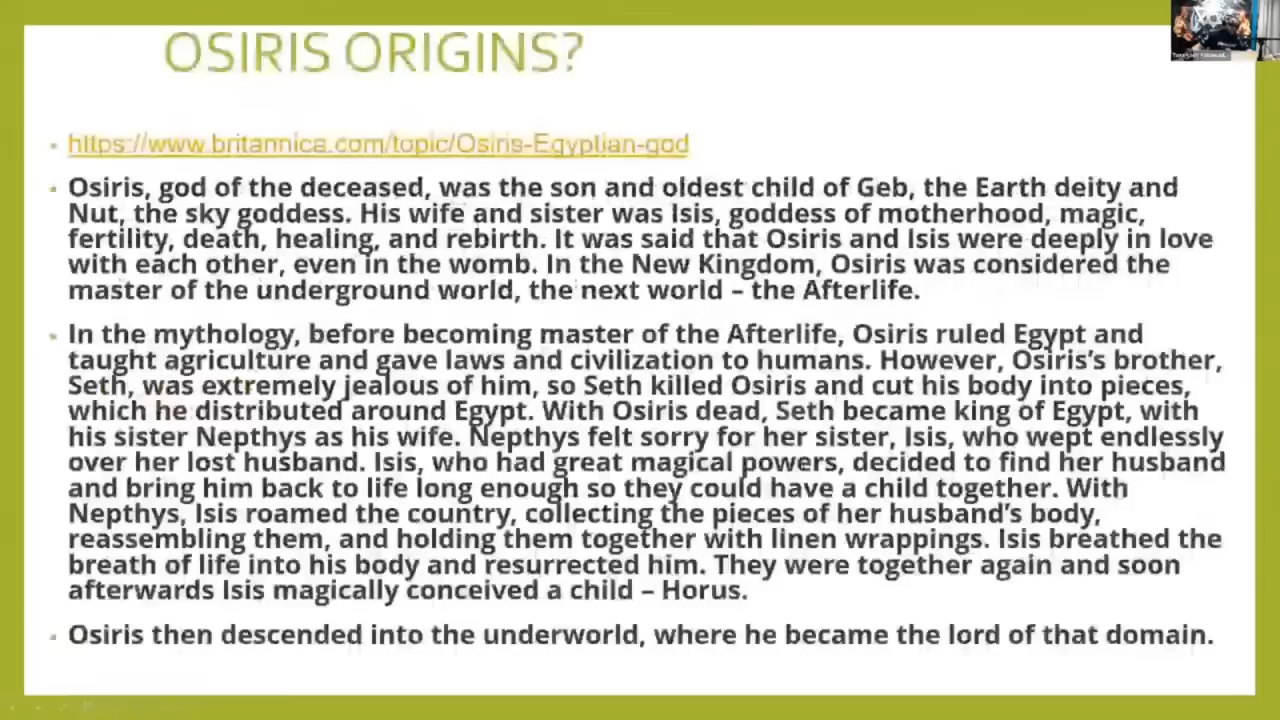 OSIRIS ORIGINS?
https://www.britannica.com/topic/Osiris-Egyptian-god
Osiris, god of the deceased, was the son and oldest child of Geb, the Earth deity and
Nut, the sky goddess. His wife and sister was Isis, goddess of motherhood, magic,
fertility, death, healing, and rebirth. It was said that Osiris and Isis were deeply in love
with each other, even in the womb. In the New Kingdom, Osiris was considered the
master of the underground world, the next world – the Afterlife.
In the mythology, before becoming master of the Afterlife, Osiris ruled Egypt and
taught agriculture and gave laws and civilization to humans. However, Osiris's brother,
Seth, was extremely jealous of him, so Seth killed Osiris and cut his body into pieces,
which he distributed around Egypt. With Osiris dead, Seth became king of Egypt, with
his sister Nepthys as his wife. Nepthys felt sorry for her sister, Isis, who wept endlessly
over her lost husband. Isis, who had great magical powers, decided to find her husband
and bring him back to life long enough so they could have a child together. With
Nepthys, Isis roamed the country, collecting the pieces of her husband's body,
reassembling them, and holding them together with linen wrappings. Isis breathed the
breath of life into his body and resurrected him. They were together again and soon
afterwards Isis magically conceived a child – Horus.
Osiris then descended into the underworld, where he became the lord of that domain.